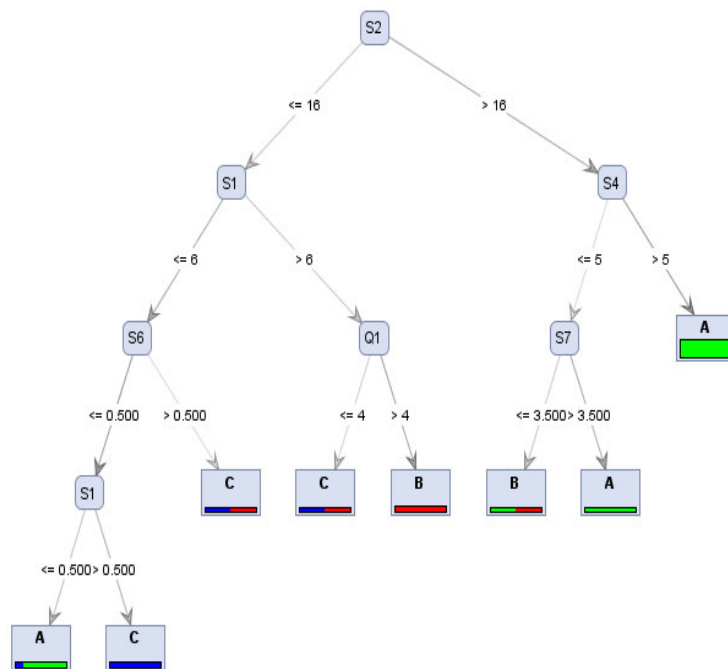 S2
<= 16
> 16
S1
S4
<= 6
> 6
<= 5
> 5
S6
Q1
S7
A
<= 0.500
> 0.500
<= 4
> 4
<= 3.500
> 3.500
S1
C
C
B
B
A
<= 0.500
> 0.500
A
C